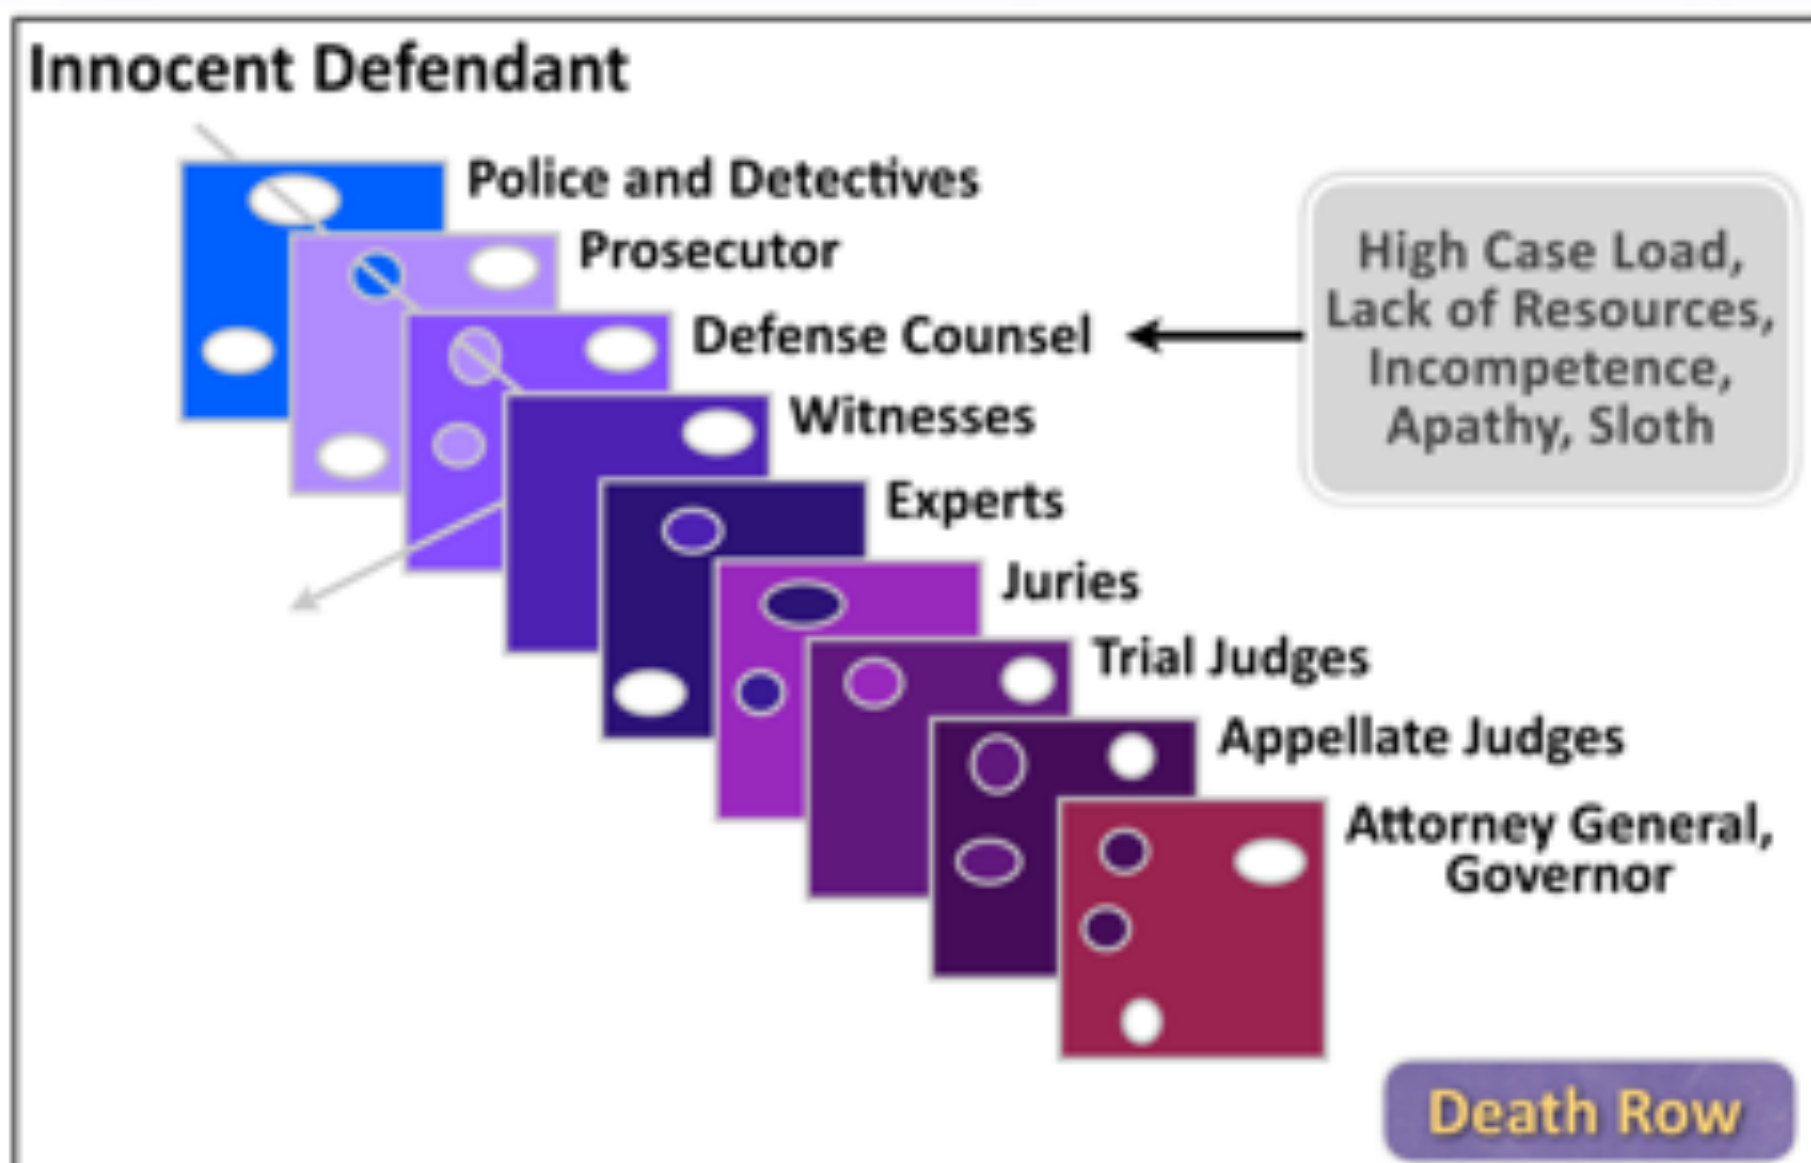 Innocent Defendant
Police and Detectives
Prosecutor
Defense Counsel
High Case Load,
Lack of Resources,
Incompetence,
Apathy, Sloth
Witnesses
Experts
Juries
Trial Judges
Appellate Judges
Attorney General,
Governor
Death Row